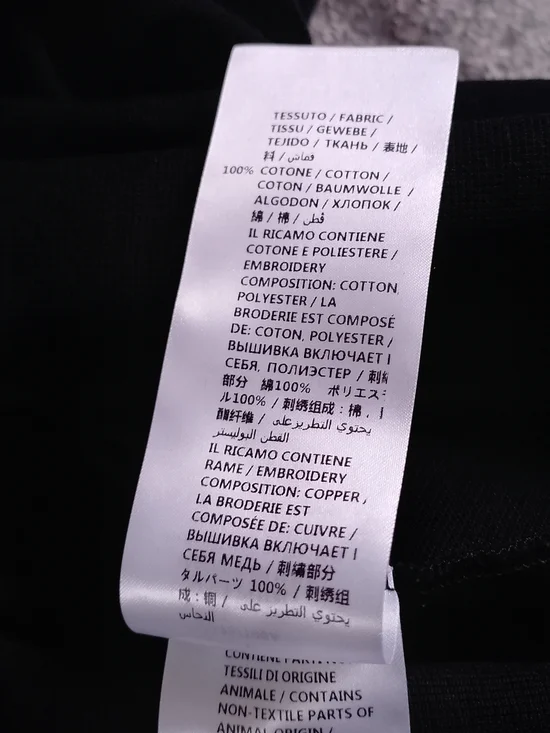 TESSUTO / FABRIC /
TISSU / GEWEBE /
TEJIDO / ТКАНЬ / 表地 /
料 / قماش
100% COTONE / COTTON /
COTON / BAUMWOLLE /
ALGODON / ХЛОПОК /
綿 / 棉 / قطن
IL RICAMO CONTIENE
COTONE E POLIESTERE /
EMBROIDERY
COMPOSITION: COTTON,
POLYESTER / LA
BRODERIE EST COMPOSÉ
DE: COTON, POLYESTER /
ВЫШИВКА ВКЛЮЧАЕТ
СЕБЯ, ПОЛИЭСТЕР / 刺
部分 綿100% ポリエス
ル100% / 刺绣组成：棉，
酯纤维 / يحتوي التطريز على
القطن البوليستر
IL RICAMO CONTIENE
RAME / EMBROIDERY
COMPOSITION: COPPER /
LA BRODERIE EST
COMPOSÉE DE: CUIVRE /
ВЫШИВКА ВКЛЮЧАЕТ
СЕБЯ МЕДЬ / 刺繍部分
タルパーツ 100% / 刺绣组
成：铜 / يحتوي التطريز على
النحاس
TESSILI DI ORIGINE
ANIMALE / CONTAINS
NON-TEXTILE PARTS OF
ANIMAL ORIGIN /